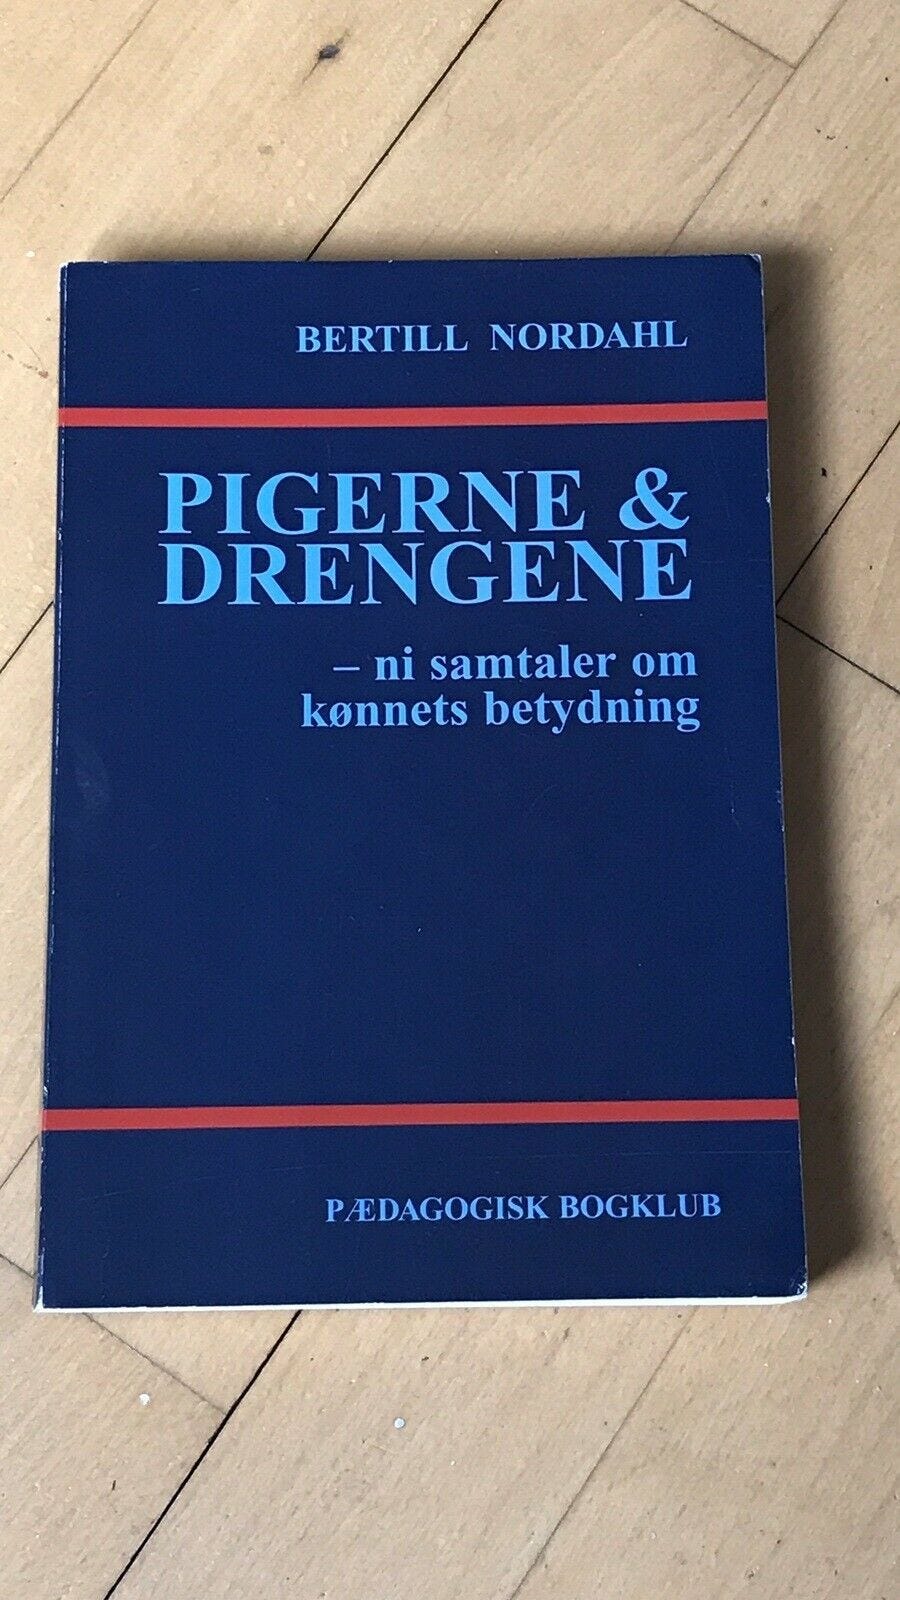 BERTILL NORDAHL
PIGERNE &
DRENGENE
– ni samtaler om
kønnets betydning
PÆDAGOGISK BOGKLUB